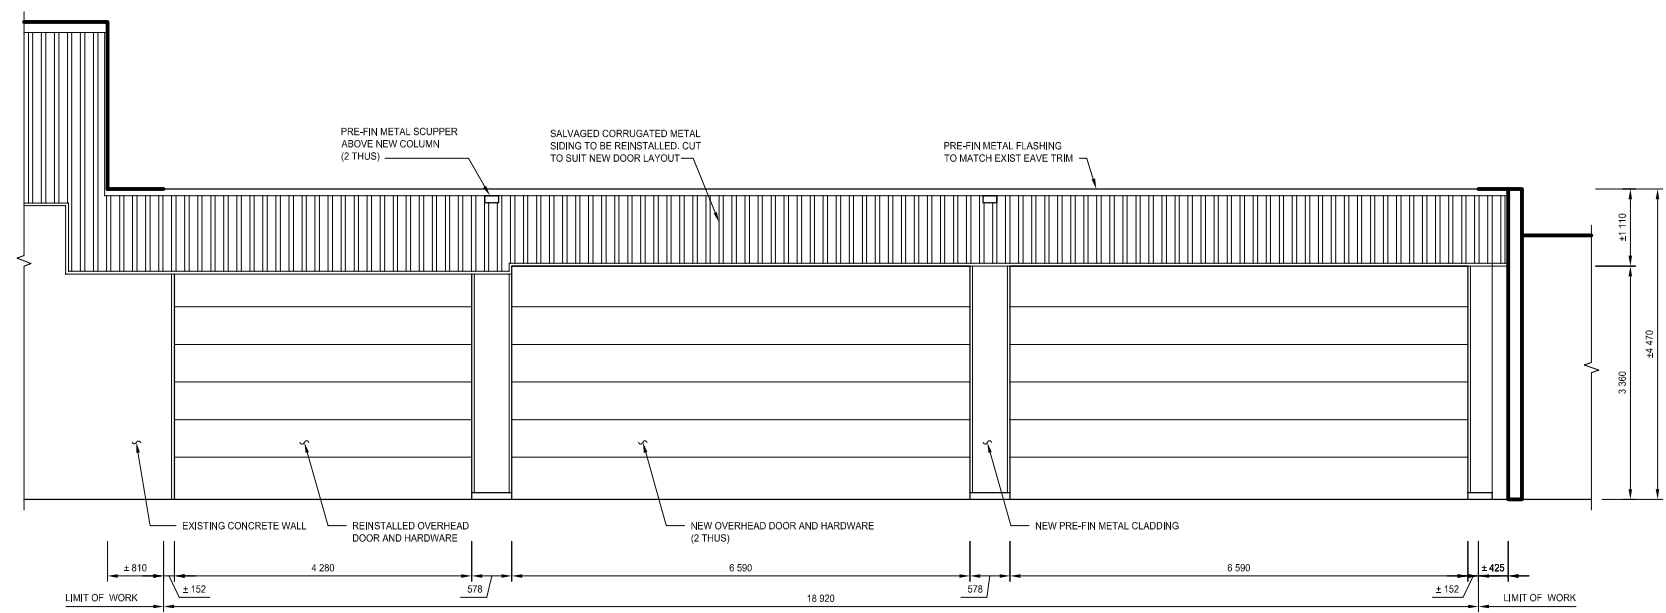 PRE-FIN METAL SCUPPER
ABOVE NEW COLUMN
(2 THUS)
SALVAGED CORRUGATED METAL
SIDING TO BE REINSTALLED. CUT
TO SUIT NEW DOOR LAYOUT
PRE-FIN METAL FLASHING
TO MATCH EXIST EAVE TRIM
±1 110
±4 470
3 360
EXISTING CONCRETE WALL
REINSTALLED OVERHEAD
DOOR AND HARDWARE
NEW OVERHEAD DOOR AND HARDWARE
(2 THUS)
NEW PRE-FIN METAL CLADDING
± 810
4 280
6 590
6 590
± 425
± 152
578
578
± 152
LIMIT OF WORK
18 920
LIMIT OF WORK